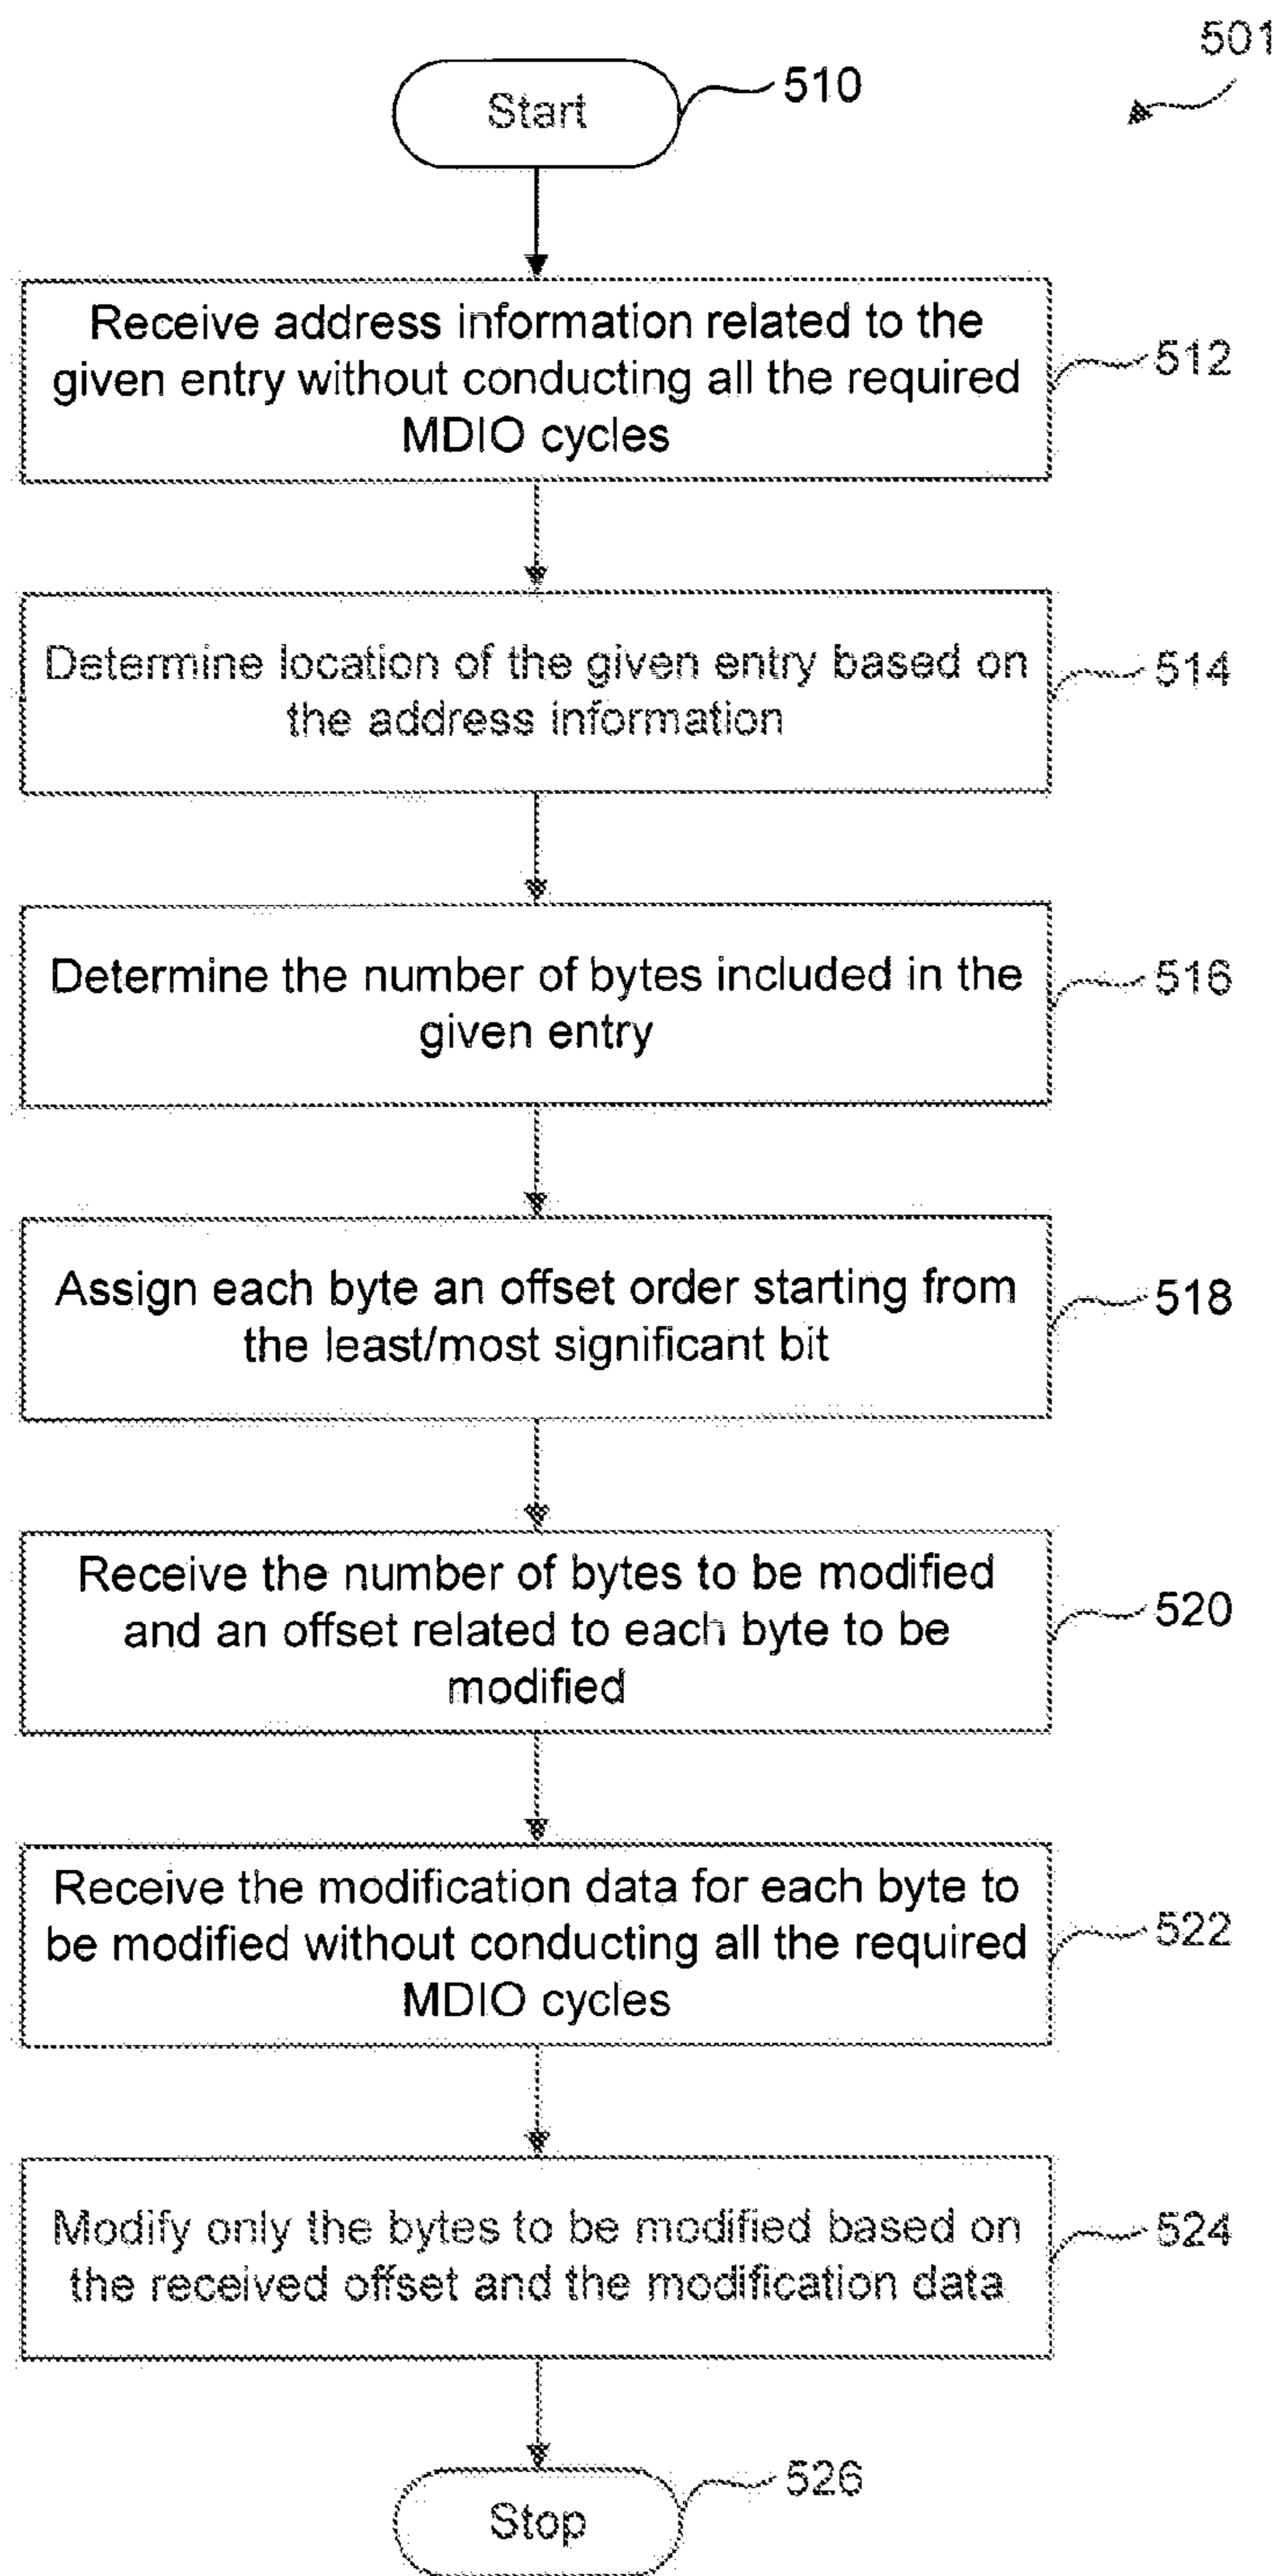 501
Start
510
Receive address information related to the
given entry without conducting all the required
MDIO cycles
512
Determine location of the given entry based on
the address information
514
Determine the number of bytes included in the
given entry
516
Assign each byte an offset order starting from
the least/most significant bit
518
Receive the number of bytes to be modified
and an offset related to each byte to be
modified
520
Receive the modification data for each byte to
be modified without conducting all the required
MDIO cycles
522
Modify only the bytes to be modified based on
the received offset and the modification data
524
Stop
526